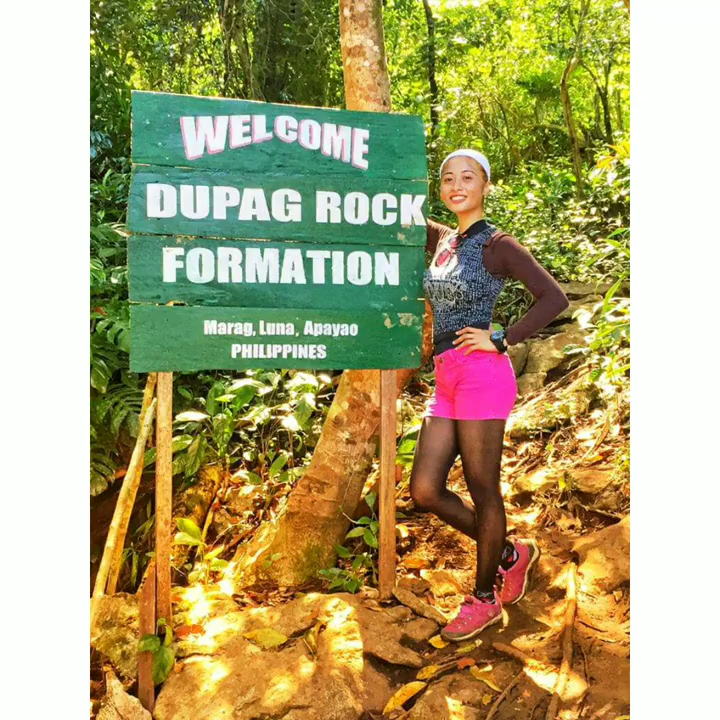 WELCOME
DUPAG ROCK
FORMATION
Marag, Luna, Apayao
PHILIPPINES